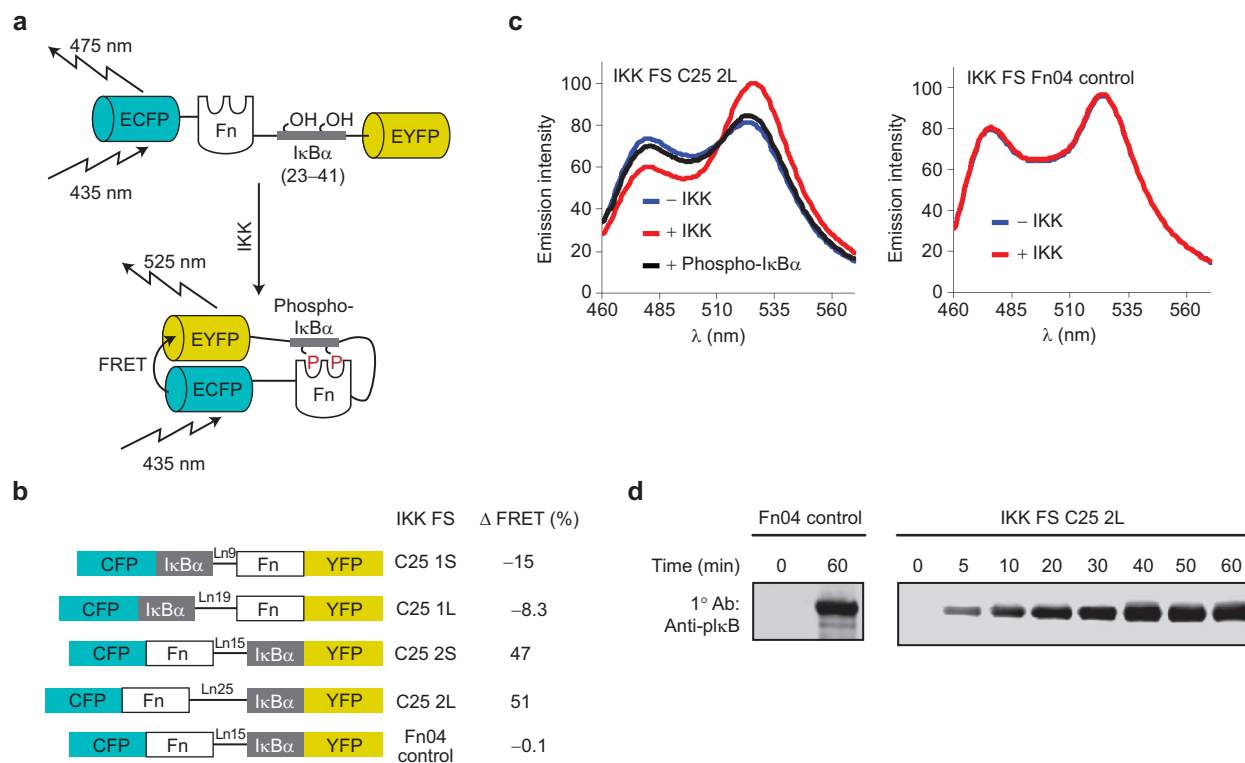 a
475 nm
ECFP
Fn
OH OH
IκBα
(23–41)
EYFP
435 nm
IKK
525 nm
Phospho-
IκBα
EYFP
P P
FRET
ECFP
Fn
435 nm
b
IKK FS Δ FRET (%)
CFP IκBα Ln9 Fn YFP C25 1S –15
CFP IκBα Ln19 Fn YFP C25 1L –8.3
CFP Fn Ln15 IκBα YFP C25 2S 47
CFP Fn Ln25 IκBα YFP C25 2L 51
CFP Fn Ln15 IκBα YFP Fn04 control –0.1
c
IKK FS C25 2L
Emission intensity
100
80
60
40
20
0
460 485 510 535 560
λ (nm)
– IKK
+ IKK
+ Phospho-IκBα
IKK FS Fn04 control
Emission intensity
100
80
60
40
20
0
460 485 510 535 560
λ (nm)
– IKK
+ IKK
d
Fn04 control IKK FS C25 2L
Time (min) 0 60 0 5 10 20 30 40 50 60
1° Ab:
Anti-pIκB